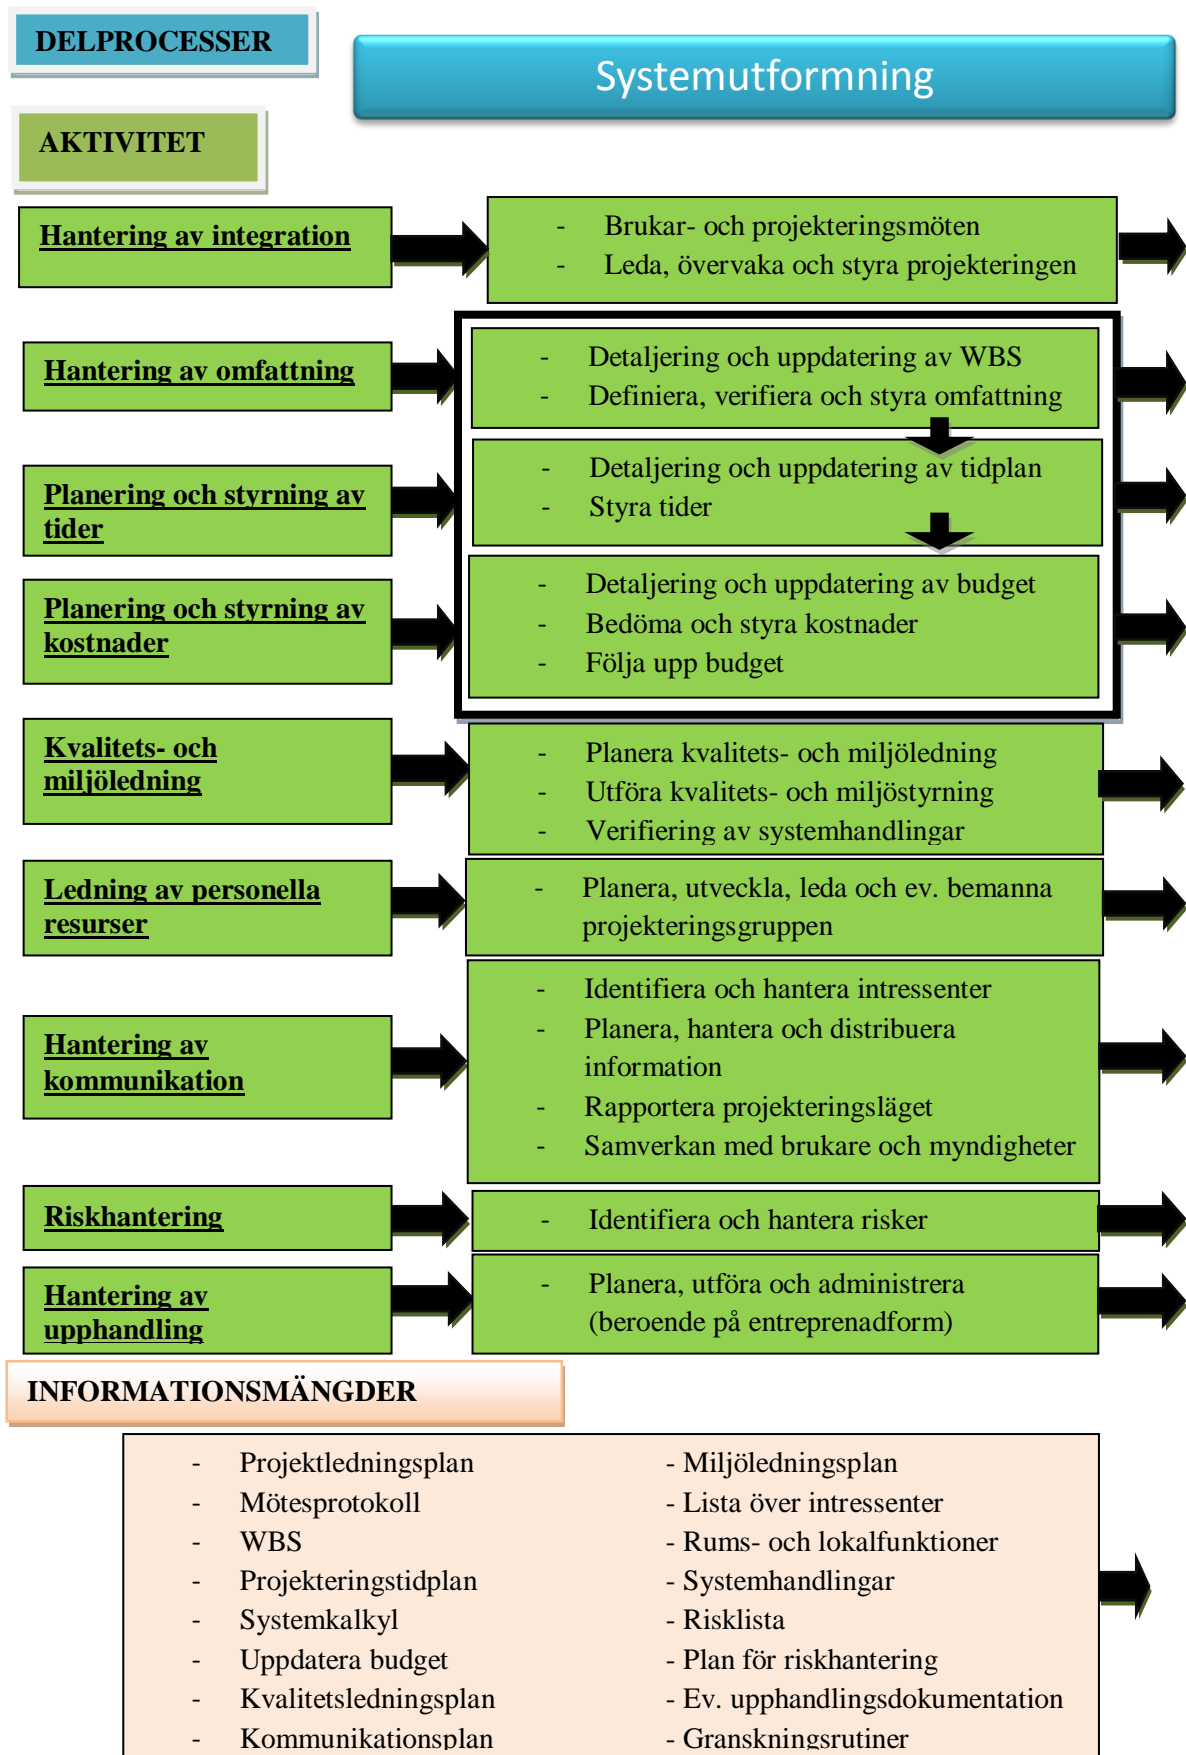 DELPROCESSER
Systemutformning
AKTIVITET
Hantering av integration
- Brukar- och projekteringsmöten
- Leda, övervaka och styra projekteringen
Hantering av omfattning
- Detaljering och uppdatering av WBS
- Definiera, verifiera och styra omfattning
Planering och styrning av
tider
- Detaljering och uppdatering av tidplan
- Styra tider
Planering och styrning av
kostnader
- Detaljering och uppdatering av budget
- Bedöma och styra kostnader
- Följa upp budget
Kvalitets- och
miljöledning
- Planera kvalitets- och miljöledning
- Utföra kvalitets- och miljöstyrning
- Verifiering av systemhandlingar
Ledning av personella
resurser
- Planera, utveckla, leda och ev. bemanna
projekteringsgruppen
Hantering av
kommunikation
- Identifiera och hantera intressenter
- Planera, hantera och distribuera
information
- Rapportera projekteringsläget
- Samverkan med brukare och myndigheter
Riskhantering
- Identifiera och hantera risker
Hantering av
upphandling
- Planera, utföra och administrera
(beroende på entreprenadform)
INFORMATIONSMÄNGDER
- Projektledningsplan
- Mötesprotokoll
- WBS
- Projekteringstidplan
- Systemkalkyl
- Uppdatera budget
- Kvalitetsledningsplan
- Kommunikationsplan
- Miljöledningsplan
- Lista över intressenter
- Rums- och lokalfunktioner
- Systemhandlingar
- Risklista
- Plan för riskhantering
- Ev. upphandlingsdokumentation
- Granskningsrutiner